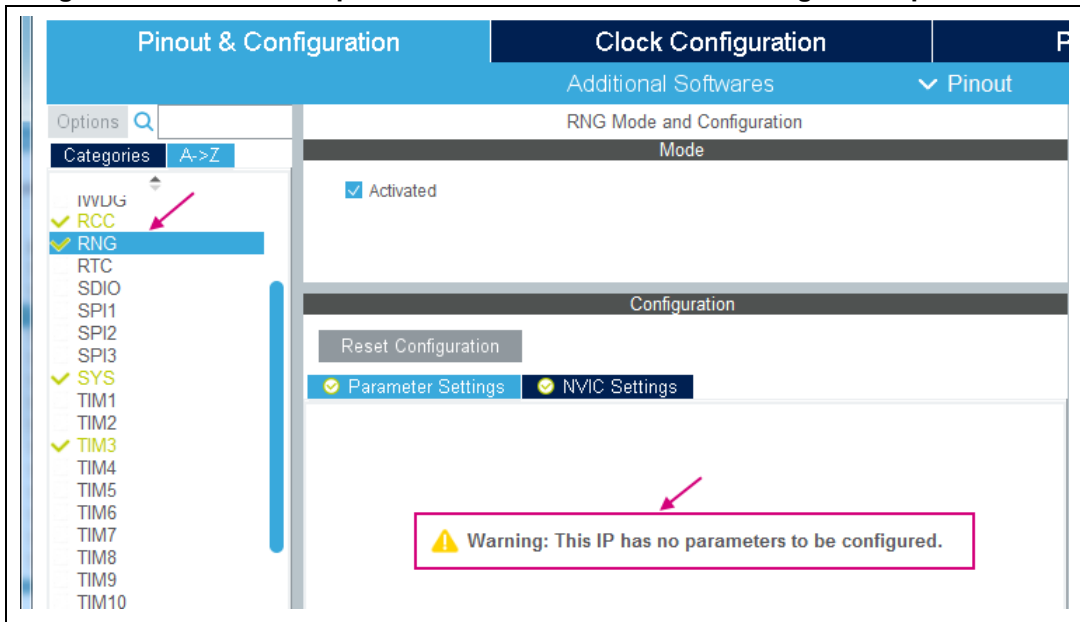 Pinout & Configuration
Clock Configuration
P
Additional Softwares
Pinout
Options
RNG Mode and Configuration
Categories
A->Z
Mode
IWDG
Activated
RCC
RNG
RTC
SDIO
SPI1
SPI2
SPI3
SYS
TIM1
TIM2
TIM3
TIM4
TIM5
TIM6
TIM7
TIM8
TIM9
TIM10
Configuration
Reset Configuration
Parameter Settings
NVIC Settings
Warning: This IP has no parameters to be configured.